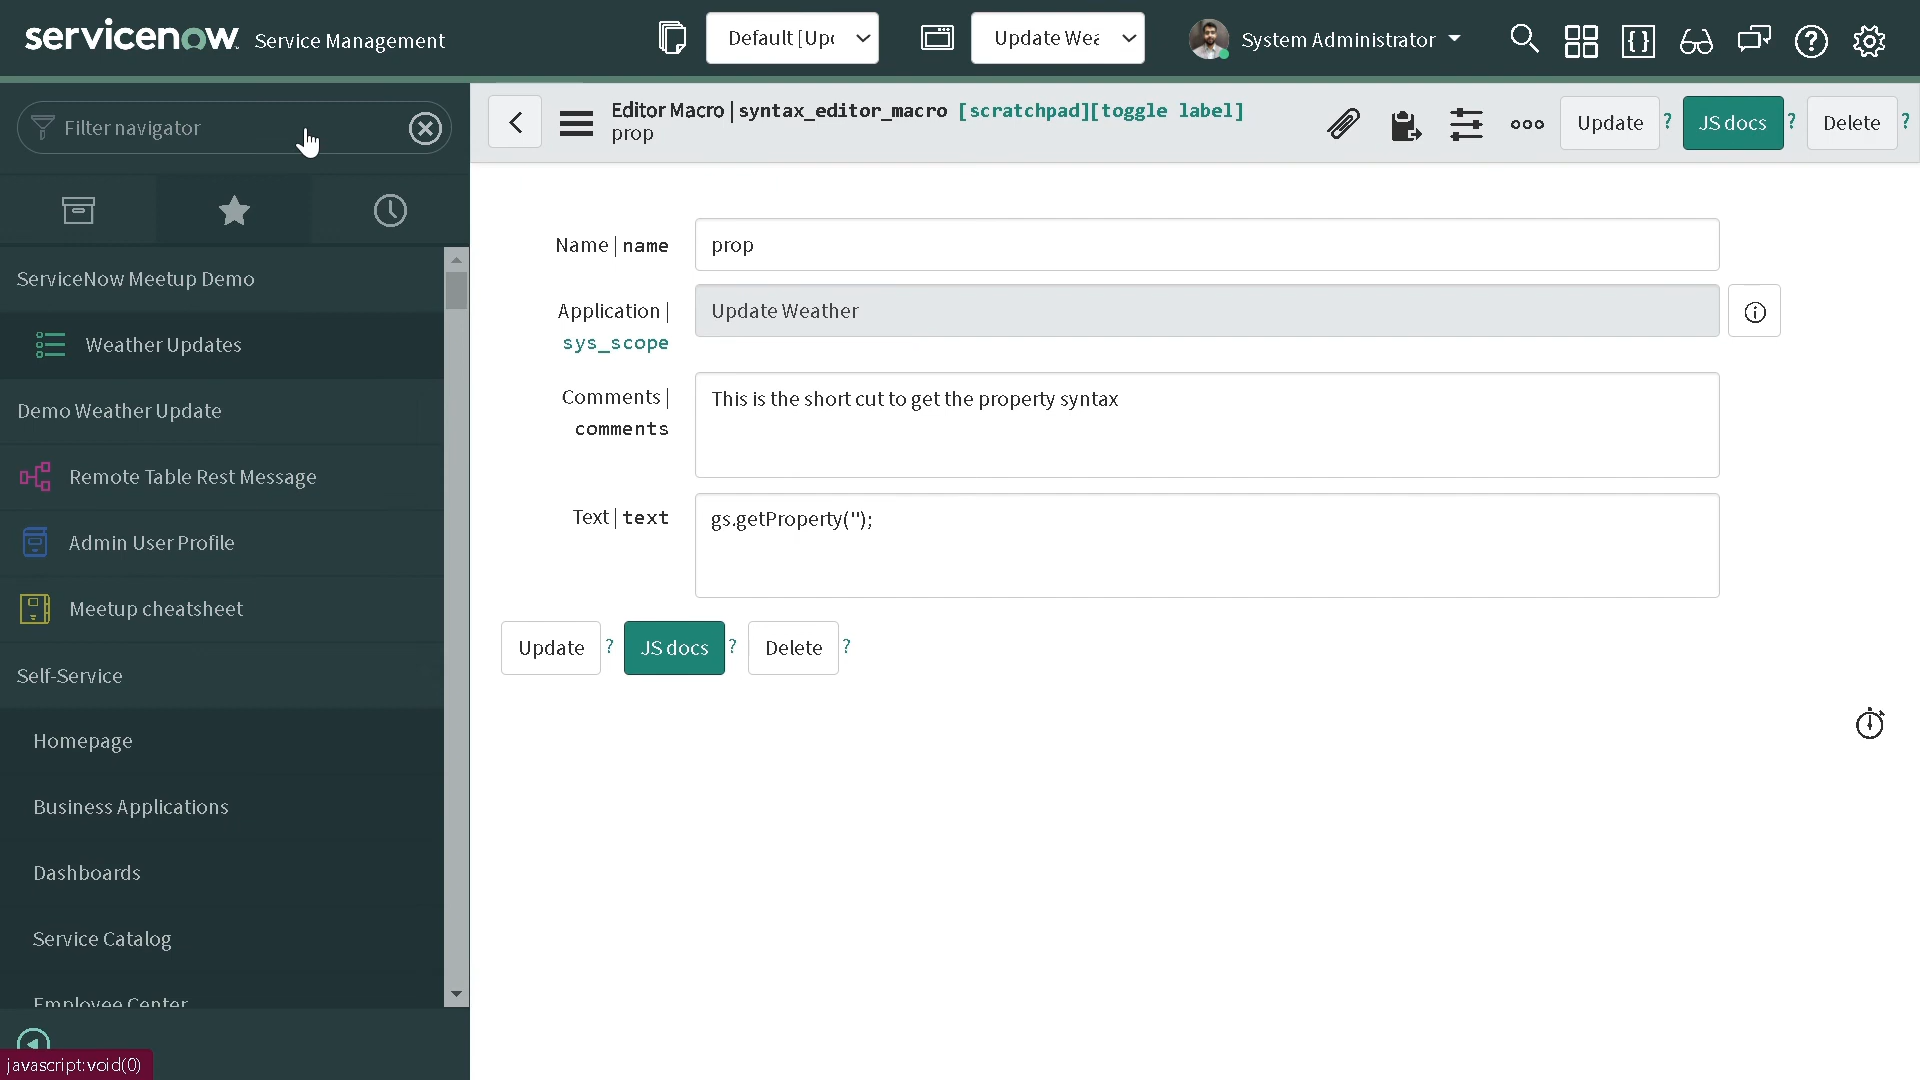 servicenow Service Management
Default [Upd
Update Wea
System Administrator
Filter navigator
Editor Macro | syntax_editor_macro [scratchpad][toggle label]
prop
Update ? JS docs ? Delete ?
ServiceNow Meetup Demo
Weather Updates
Demo Weather Update
Remote Table Rest Message
Admin User Profile
Meetup cheatsheet
Self-Service
Homepage
Business Applications
Dashboards
Service Catalog
Employee Center
javascript:void(0)
Name | name
prop
Application |
sys_scope
Update Weather
Comments |
comments
This is the short cut to get the property syntax
Text | text
gs.getProperty('');
Update ? JS docs ? Delete ?